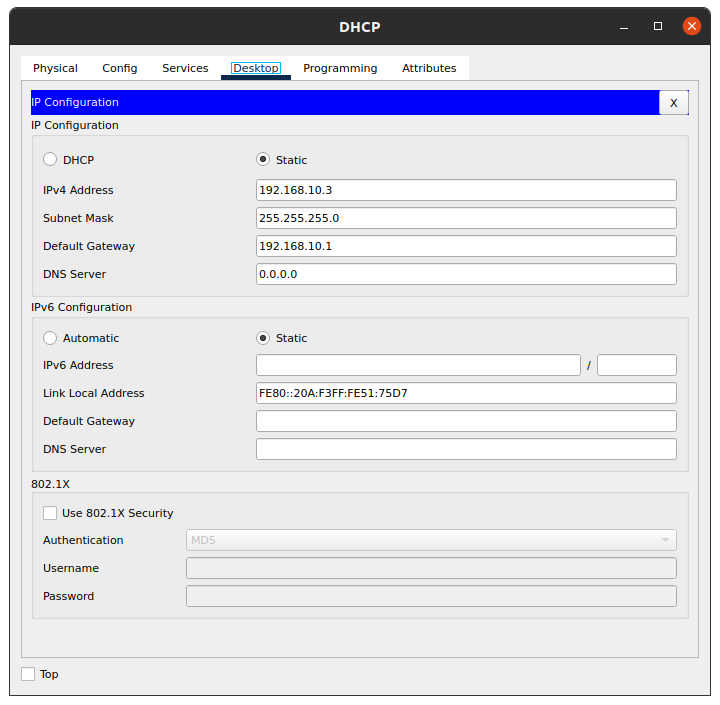 DHCP
Physical Config Services Desktop Programming Attributes
IP Configuration X
IP Configuration
DHCP Static
IPv4 Address 192.168.10.3
Subnet Mask 255.255.255.0
Default Gateway 192.168.10.1
DNS Server 0.0.0.0
IPv6 Configuration
Automatic Static
IPv6 Address /
Link Local Address FE80::20A:F3FF:FE51:75D7
Default Gateway
DNS Server
802.1X
Use 802.1X Security
Authentication MD5
Username
Password
Top